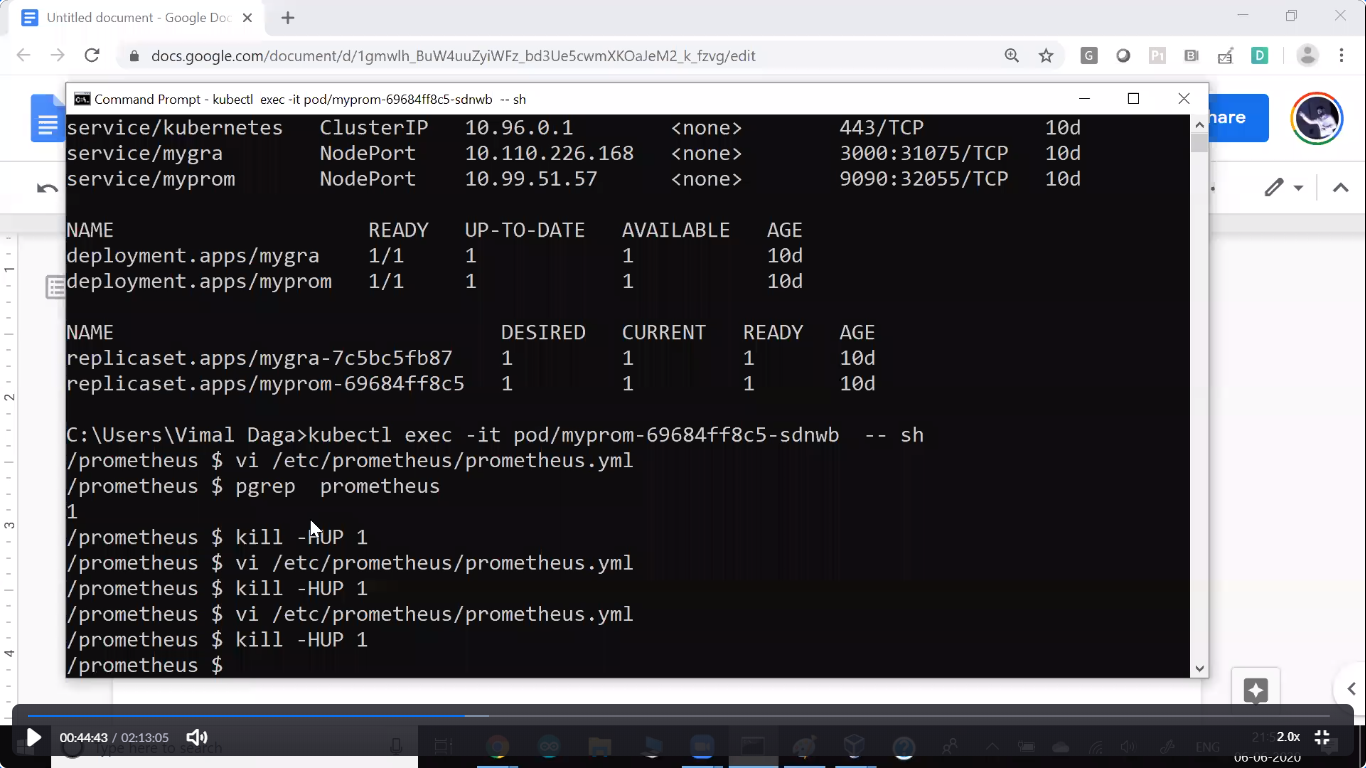 Untitled document - Google Doc
docs.google.com/document/d/1gmwlh_BuW4uuZyiWFz_bd3Ue5cwmXKOaJeM2_k_fzvg/edit
Command Prompt - kubectl exec -it pod/myprom-69684ff8c5-sdnwb -- sh
hare
service/kubernetes ClusterIP 10.96.0.1 <none> 443/TCP 10d
service/mygra NodePort 10.110.226.168 <none> 3000:31075/TCP 10d
service/myprom NodePort 10.99.51.57 <none> 9090:32055/TCP 10d
NAME READY UP-TO-DATE AVAILABLE AGE
deployment.apps/mygra 1/1 1 1 10d
deployment.apps/myprom 1/1 1 1 10d
NAME DESIRED CURRENT READY AGE
replicaset.apps/mygra-7c5bc5fb87 1 1 1 10d
replicaset.apps/myprom-69684ff8c5 1 1 1 10d
C:\Users\Vimal Daga>kubectl exec -it pod/myprom-69684ff8c5-sdnwb -- sh
/prometheus $ vi /etc/prometheus/prometheus.yml
/prometheus $ pgrep prometheus
1
/prometheus $ kill -HUP 1
/prometheus $ vi /etc/prometheus/prometheus.yml
/prometheus $ kill -HUP 1
/prometheus $ vi /etc/prometheus/prometheus.yml
/prometheus $ kill -HUP 1
/prometheus $
1
2
3
4
00:44:43 / 02:13:05
2.0x
Type here to search
ENG
06-06-2020